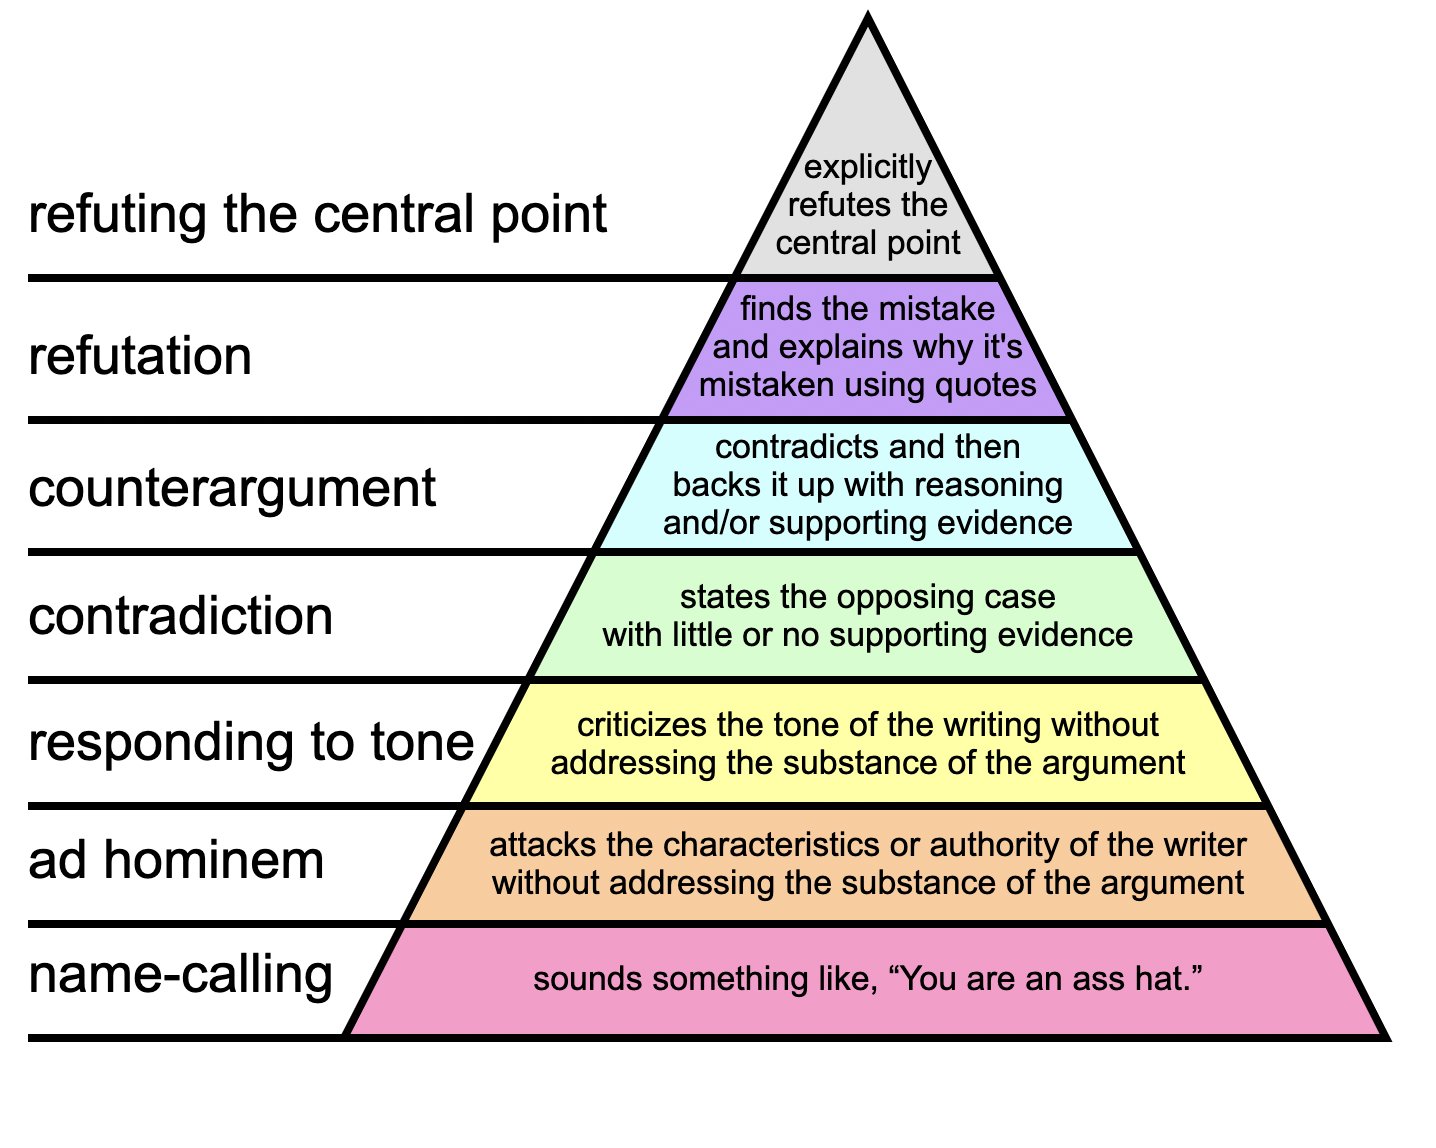 refuting the central point
explicitly
refutes the
central point
refutation
finds the mistake
and explains why it's
mistaken using quotes
counterargument
contradicts and then
backs it up with reasoning
and/or supporting evidence
contradiction
states the opposing case
with little or no supporting evidence
responding to tone
criticizes the tone of the writing without
addressing the substance of the argument
ad hominem
attacks the characteristics or authority of the writer
without addressing the substance of the argument
name-calling
sounds something like, “You are an ass hat.”